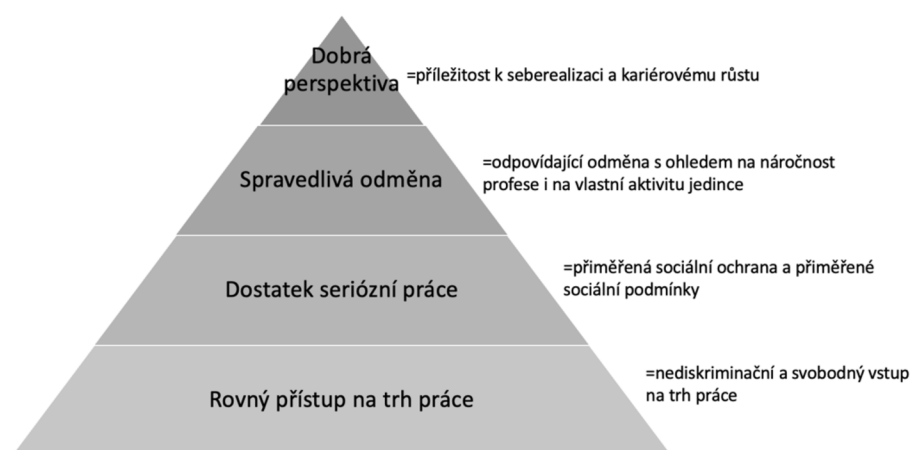 Dobrá
perspektiva
=příležitost k seberealizaci a kariérovému růstu
Spravedlivá odměna
=odpovídající odměna s ohledem na náročnost
profese i na vlastní aktivitu jedince
Dostatek seriózní práce
=přiměřená sociální ochrana a přiměřené
sociální podmínky
Rovný přístup na trh práce
=nediskriminační a svobodný vstup
na trh práce